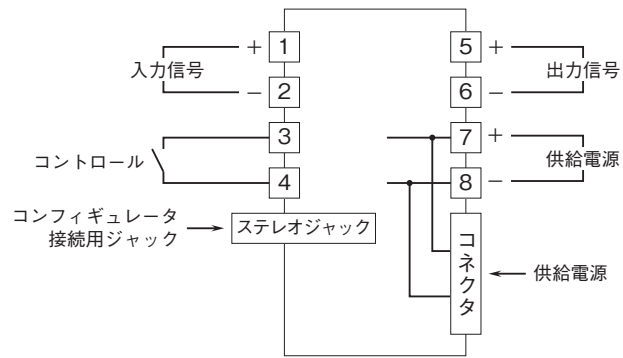 入力信号
+ 1
− 2
コントロール
3
4
コンフィギュレータ
接続用ジャック
ステレオジャック
5 +
6 −
出力信号
7 +
8 −
供給電源
コネクタ
供給電源